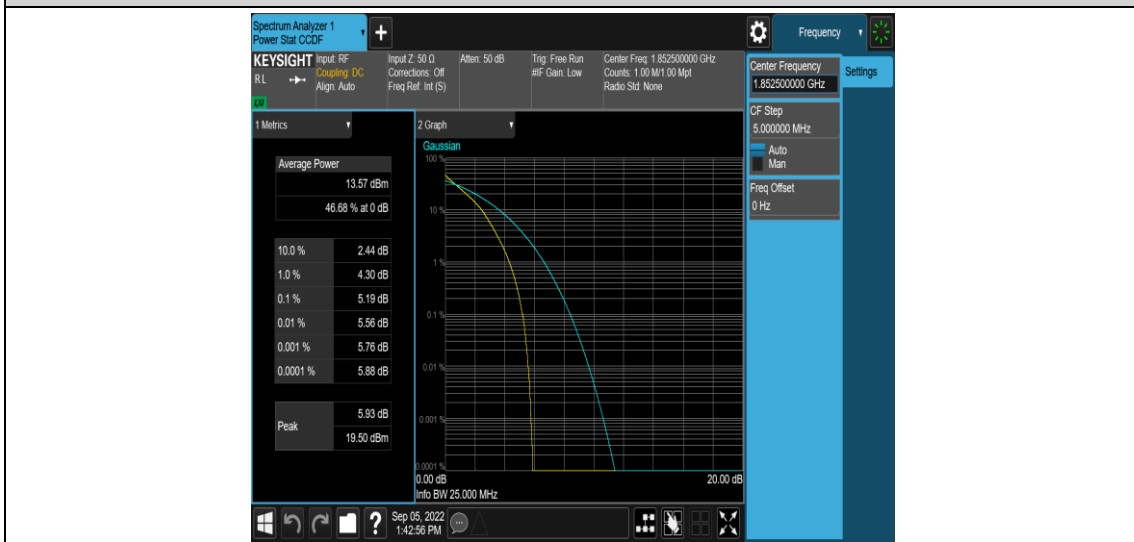 Spectrum Analyzer 1
Power Stat CCDF
+
Frequency
KEYSIGHT
RL
Input: RF
Coupling: DC
Align: Auto
Input Z: 50 Ω
Corrections: Off
Freq Ref: Int (S)
Atten: 50 dB
Trig: Free Run
#IF Gain: Low
Center Freq: 1.852500000 GHz
Counts: 1.00 M/1.00 Mpt
Radio Std: None
Center Frequency
1.852500000 GHz
Settings
CF Step
5.000000 MHz
Auto
Man
Freq Offset
0 Hz
1 Metrics
Average Power
13.57 dBm
46.68 % at 0 dB
10.0 % 2.44 dB
1.0 % 4.30 dB
0.1 % 5.19 dB
0.01 % 5.56 dB
0.001 % 5.76 dB
0.0001 % 5.88 dB
Peak
5.93 dB
19.50 dBm
2 Graph
Gaussian
100 %
10 %
1 %
0.1 %
0.01 %
0.001 %
0.0001 %
0.00 dB 20.00 dB
Info BW 25.000 MHz
?
Sep 05, 2022
1:42:56 PM